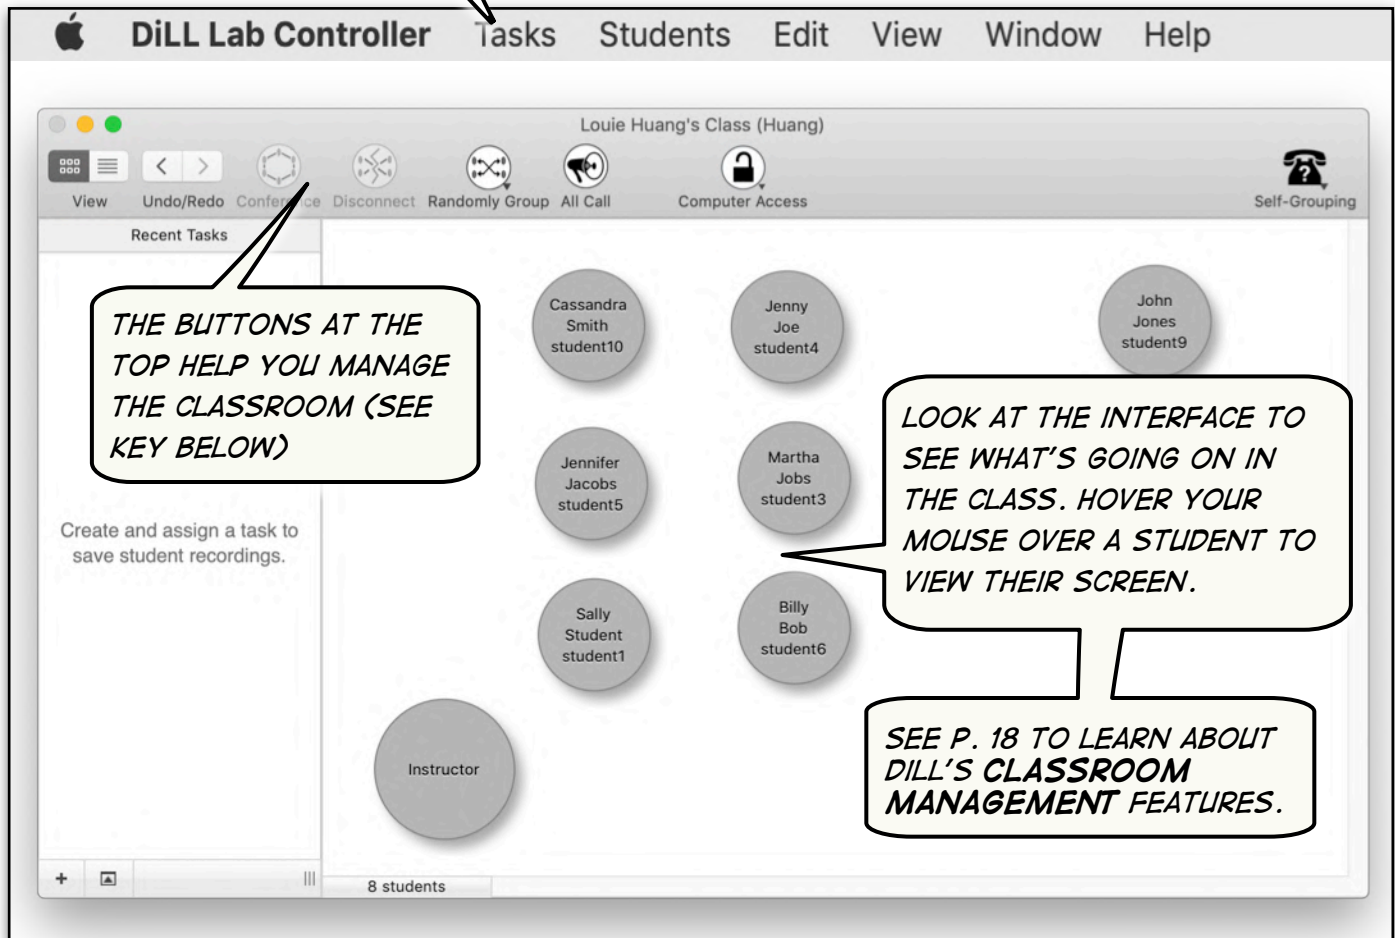 DiLL Lab Controller Tasks Students Edit View Window Help
Louie Huang's Class (Huang)
View Undo/Redo Conference Disconnect Randomly Group All Call Computer Access Self-Grouping
Recent Tasks
THE BUTTONS AT THE
TOP HELP YOU MANAGE
THE CLASSROOM (SEE
KEY BELOW)
Create and assign a task to
save student recordings.
Cassandra
Smith
student10
Jenny
Joe
student4
John
Jones
student9
Jennifer
Jacobs
student5
Martha
Jobs
student3
LOOK AT THE INTERFACE TO
SEE WHAT'S GOING ON IN
THE CLASS. HOVER YOUR
MOUSE OVER A STUDENT TO
VIEW THEIR SCREEN.
Sally
Student
student1
Billy
Bob
student6
SEE P. 18 TO LEARN ABOUT
DILL'S CLASSROOM
MANAGEMENT FEATURES.
Instructor
8 students